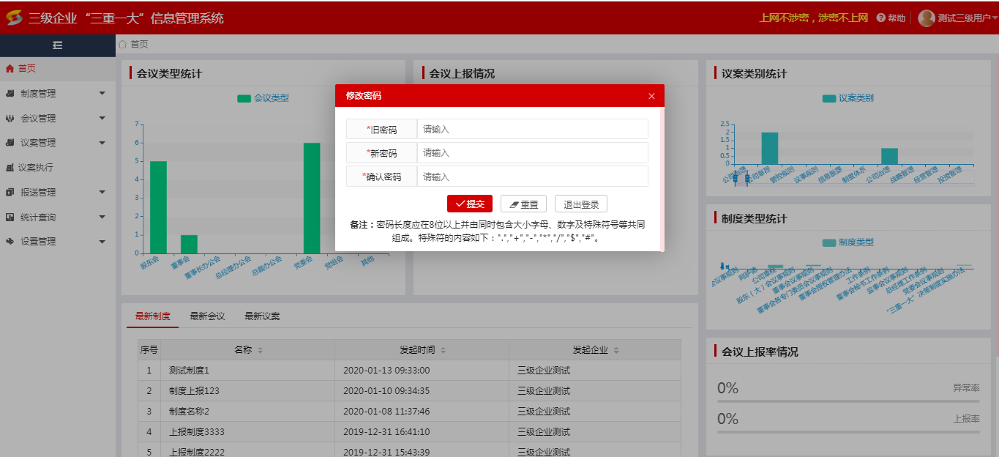 三级企业 “三重一大” 信息管理系统
上网不涉密，涉密不上网
帮助
测试三级用户
首页
首页
制度管理
会议管理
议案管理
议案执行
报送管理
统计查询
设置管理
会议类型统计
会议类型
7
6
5
4
3
2
1
0
股东会
董事会
董事长办公会
总经理办公会
总裁办公会
党委会
党组会
其他
会议上报情况
修改密码
*旧密码 请输入
*新密码 请输入
*确认密码 请输入
提交
重置
退出登录
备注：密码长度应在8位以上并由同时包含大小字母、数字及特殊符号等共同
组成。特殊符的内容如下：".","+","-","*","/","$","#"。
议案类别统计
议案类别
2.5
2
1.5
1
0.5
0
公司章程
管控规则
议事规则
信息披露
制度体系
公司治理
战略管理
经营管理
投资管理
制度类型统计
制度类型
会议事规则
公司章程
股东（大）会议事规则
董事会议事规则
董事会各专门委员会议事规则
董事会授权管理办法
工作条例
董事会秘书工作条例
监事会议事规则
总经理工作条例
党委会议事规则
“三重一大”决策制度实施办法
最新制度 最新会议 最新议案
序号 名称 发起时间 发起企业
1 测试制度1 2020-01-13 09:33:00 三级企业测试
2 制度上报123 2020-01-10 09:34:35 三级企业测试
3 制度名称2 2020-01-08 11:37:46 三级企业测试
4 上报制度3333 2019-12-31 16:41:10 三级企业测试
5 上报制度2222 2019-12-31 15:43:39 三级企业测试
会议上报率情况
0% 异常率
0% 上报率